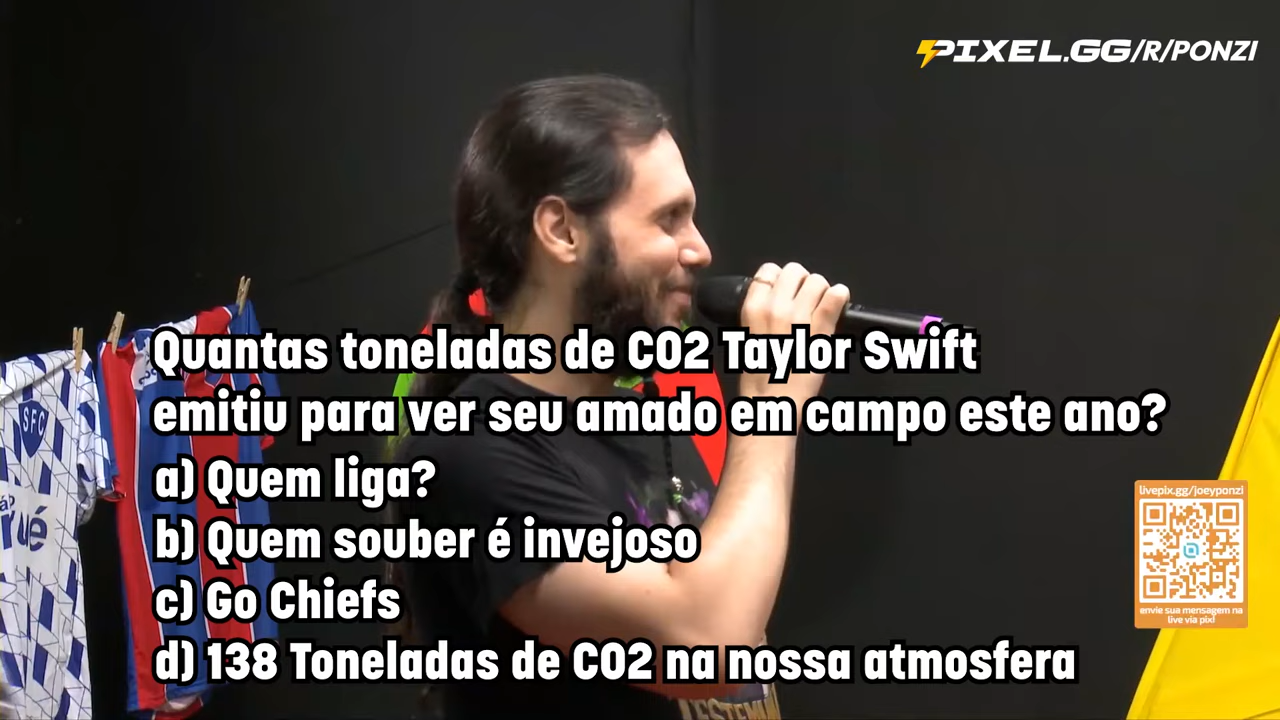 PIXEL.GG/R/PONZI
Quantas toneladas de CO2 Taylor Swift
emitiu para ver seu amado em campo este ano?
a) Quem liga?
b) Quem souber é invejoso
c) Go Chiefs
d) 138 Toneladas de CO2 na nossa atmosfera
SFC
livepix.gg/joeyponzi
envie sua mensagem na
live via pix!